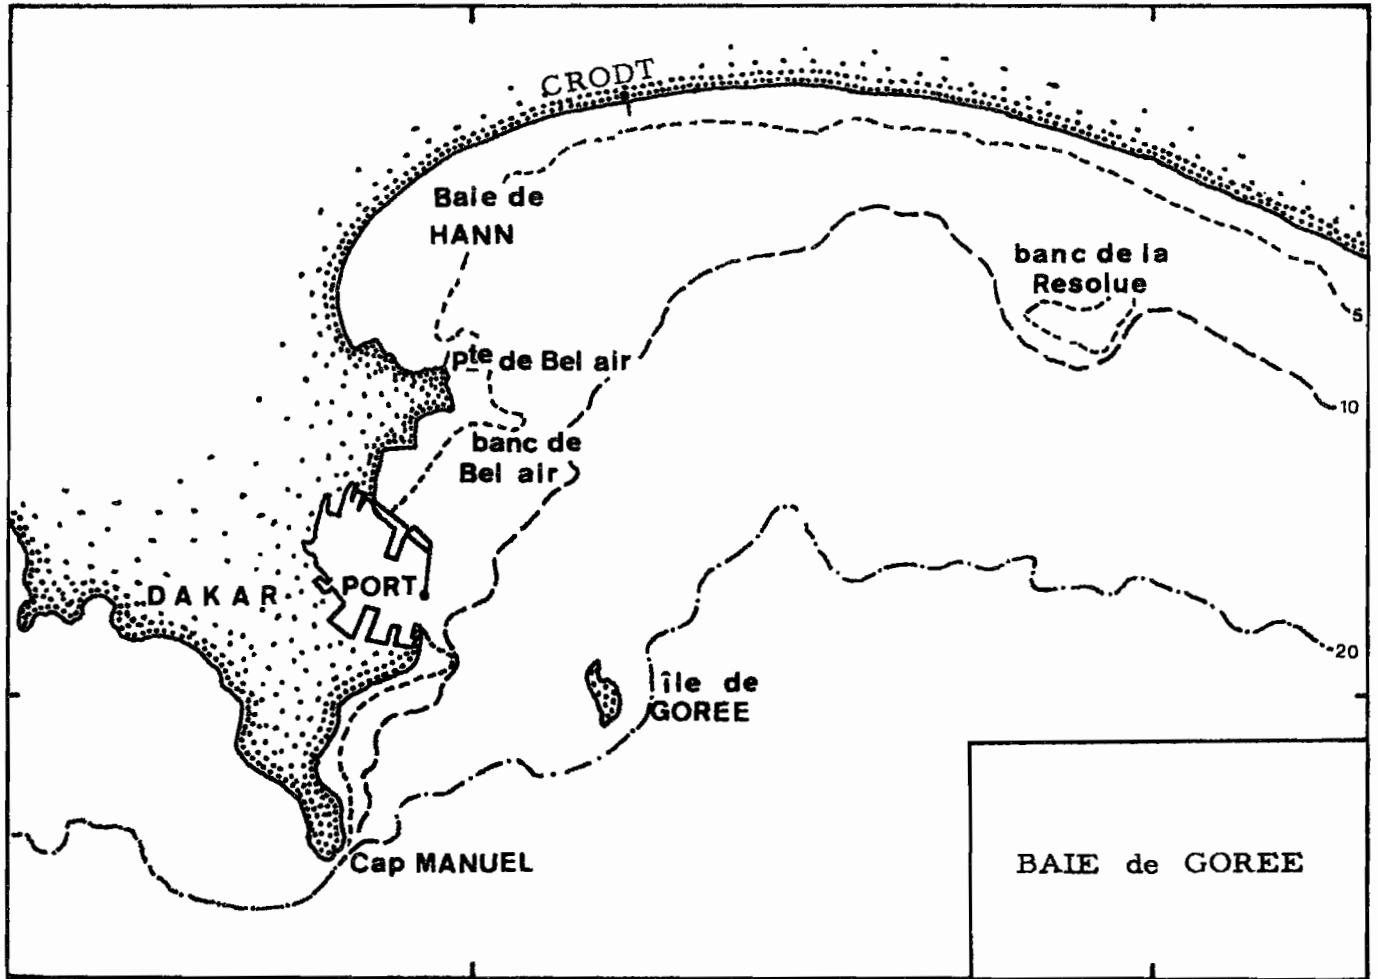 CRODT
Baie de
HANN
banc de la
Resolue
5
Pte de Bel air
10
banc de
Bel air
DAKAR
PORT
20
île de
GOREE
Cap MANUEL
BAIE de GOREE